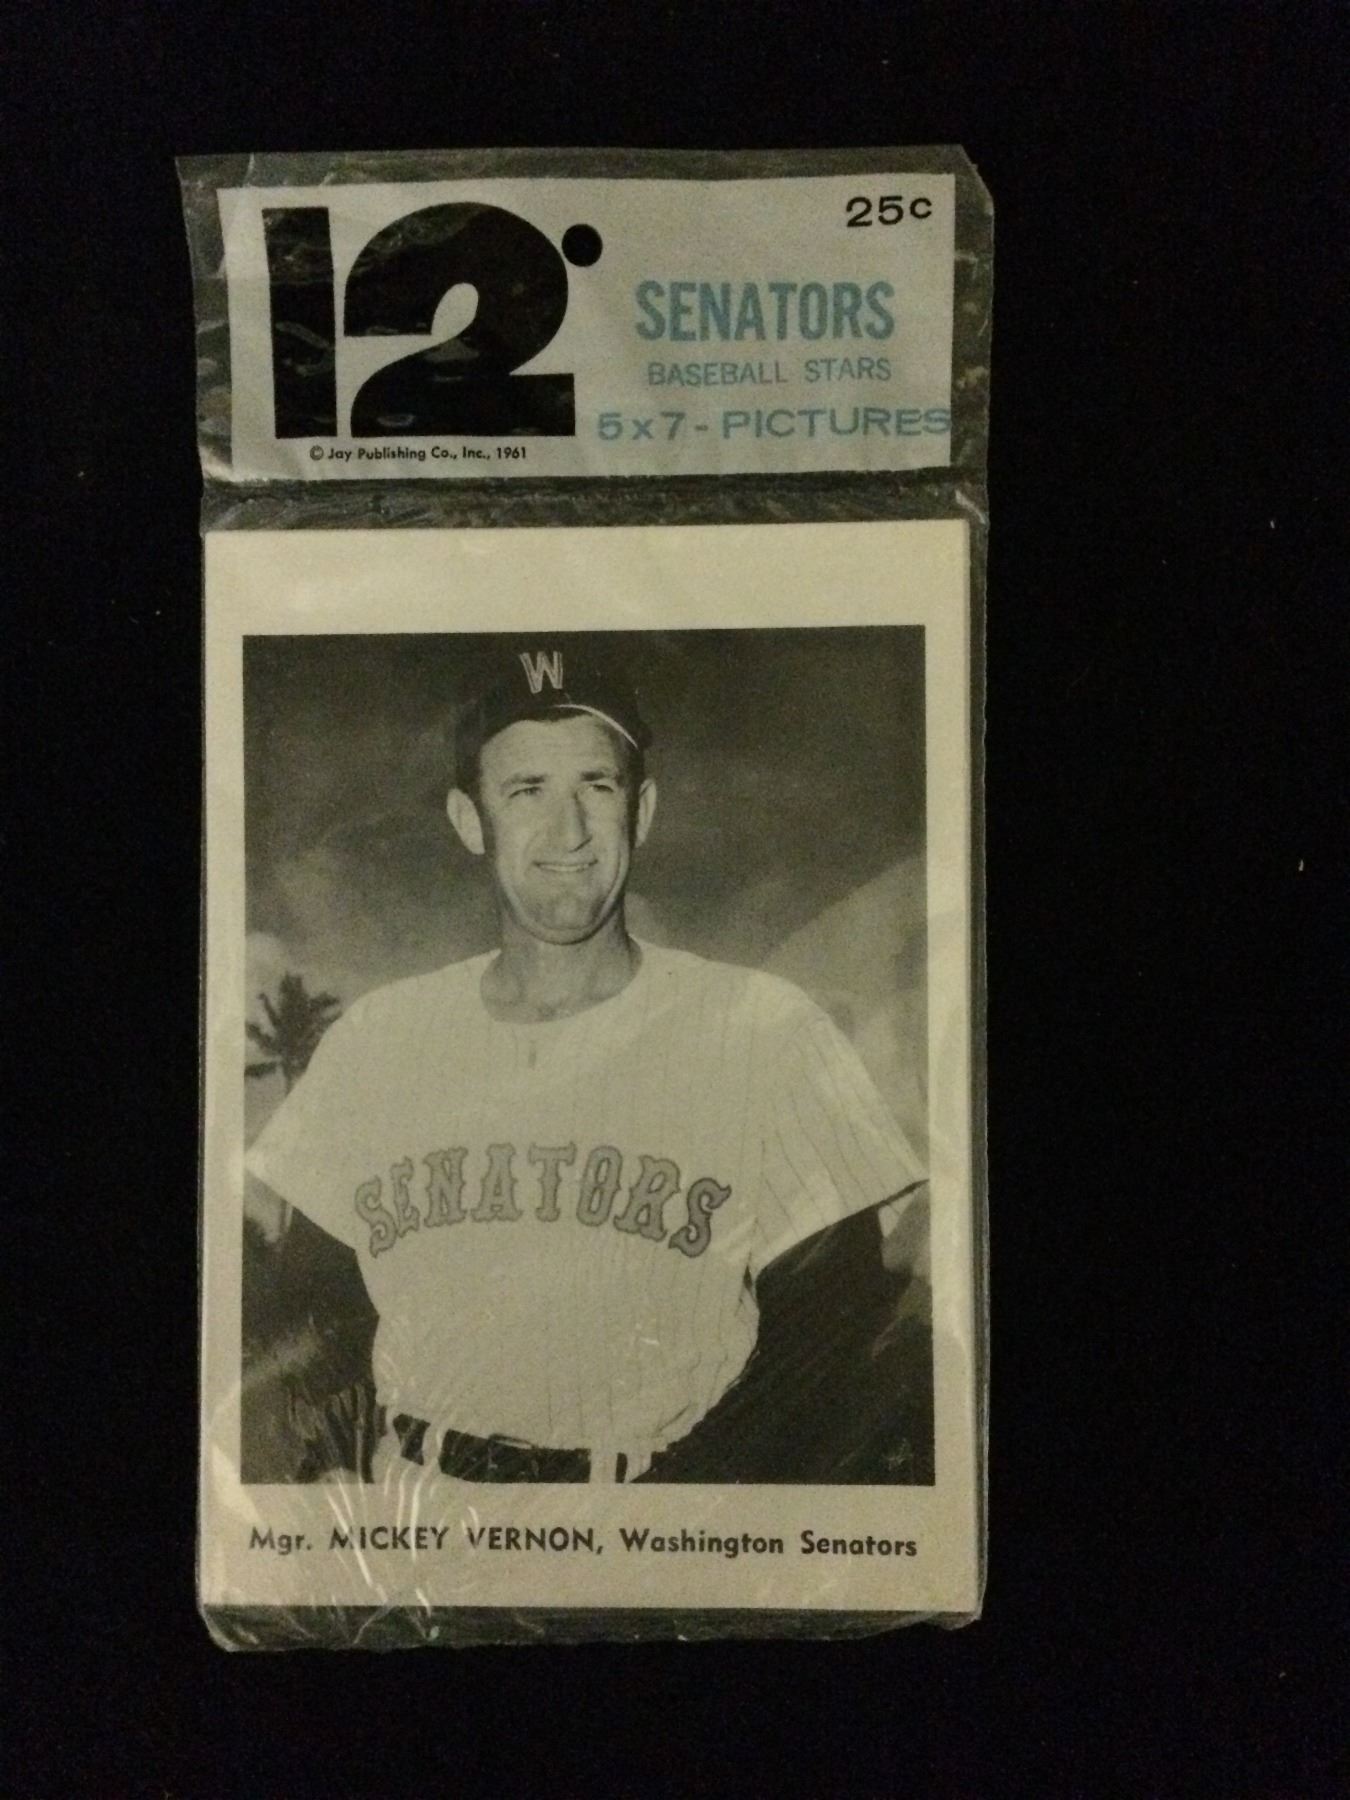 12
25c
SENATORS
BASEBALL STARS
5x7-PICTURES
© Jay Publishing Co., Inc., 1961
W
SENATORS
Mgr. MICKEY VERNON, Washington Senators